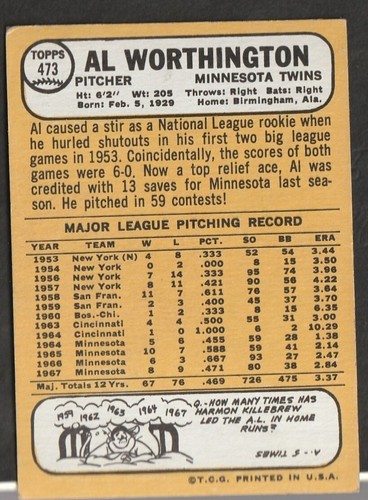 TOPPS
473
AL WORTHINGTON
PITCHER MINNESOTA TWINS
Ht: 6'2" Wt: 205 Throws: Right Bats: Right
Born: Feb. 5, 1929 Home: Birmingham, Ala.
Al caused a stir as a National League rookie when
he hurled shutouts in his first two big league
games in 1953. Coincidentally, the scores of both
games were 6-0. Now a top relief ace, Al was
credited with 13 saves for Minnesota last sea-
son. He pitched in 59 contests!
MAJOR LEAGUE PITCHING RECORD
YEAR TEAM W L PCT. SO BB ERA
1953 New York (N) 4 8 .333 52 54 3.44
1954 New York 0 2 .000 8 15 3.50
1956 New York 7 14 .333 95 74 3.96
1957 New York 8 11 .421 90 56 4.22
1958 San Fran. 11 7 .611 76 57 3.64
1959 San Fran. 2 3 .400 45 37 3.70
1960 Bos.-Chi. 1 2 .333 8 15 6.35
1963 Cincinnati 4 4 .500 55 31 3.00
1964 Cincinnati 1 0 1.000 6 2 10.29
1964 Minnesota 5 6 .455 59 28 1.38
1965 Minnesota 10 7 .588 59 41 2.14
1966 Minnesota 6 3 .667 93 27 2.47
1967 Minnesota 8 9 .471 80 38 2.84
Maj. Totals 12 Yrs. 67 76 .469 726 475 3.37
1959 1962 1963 1964 1967
Q.-HOW MANY TIMES HAS
HARMON KILLEBREW
LED THE A.L. IN HOME
RUNS?
A.-5 TIMES
©T.C.G. PRINTED IN U.S.A.